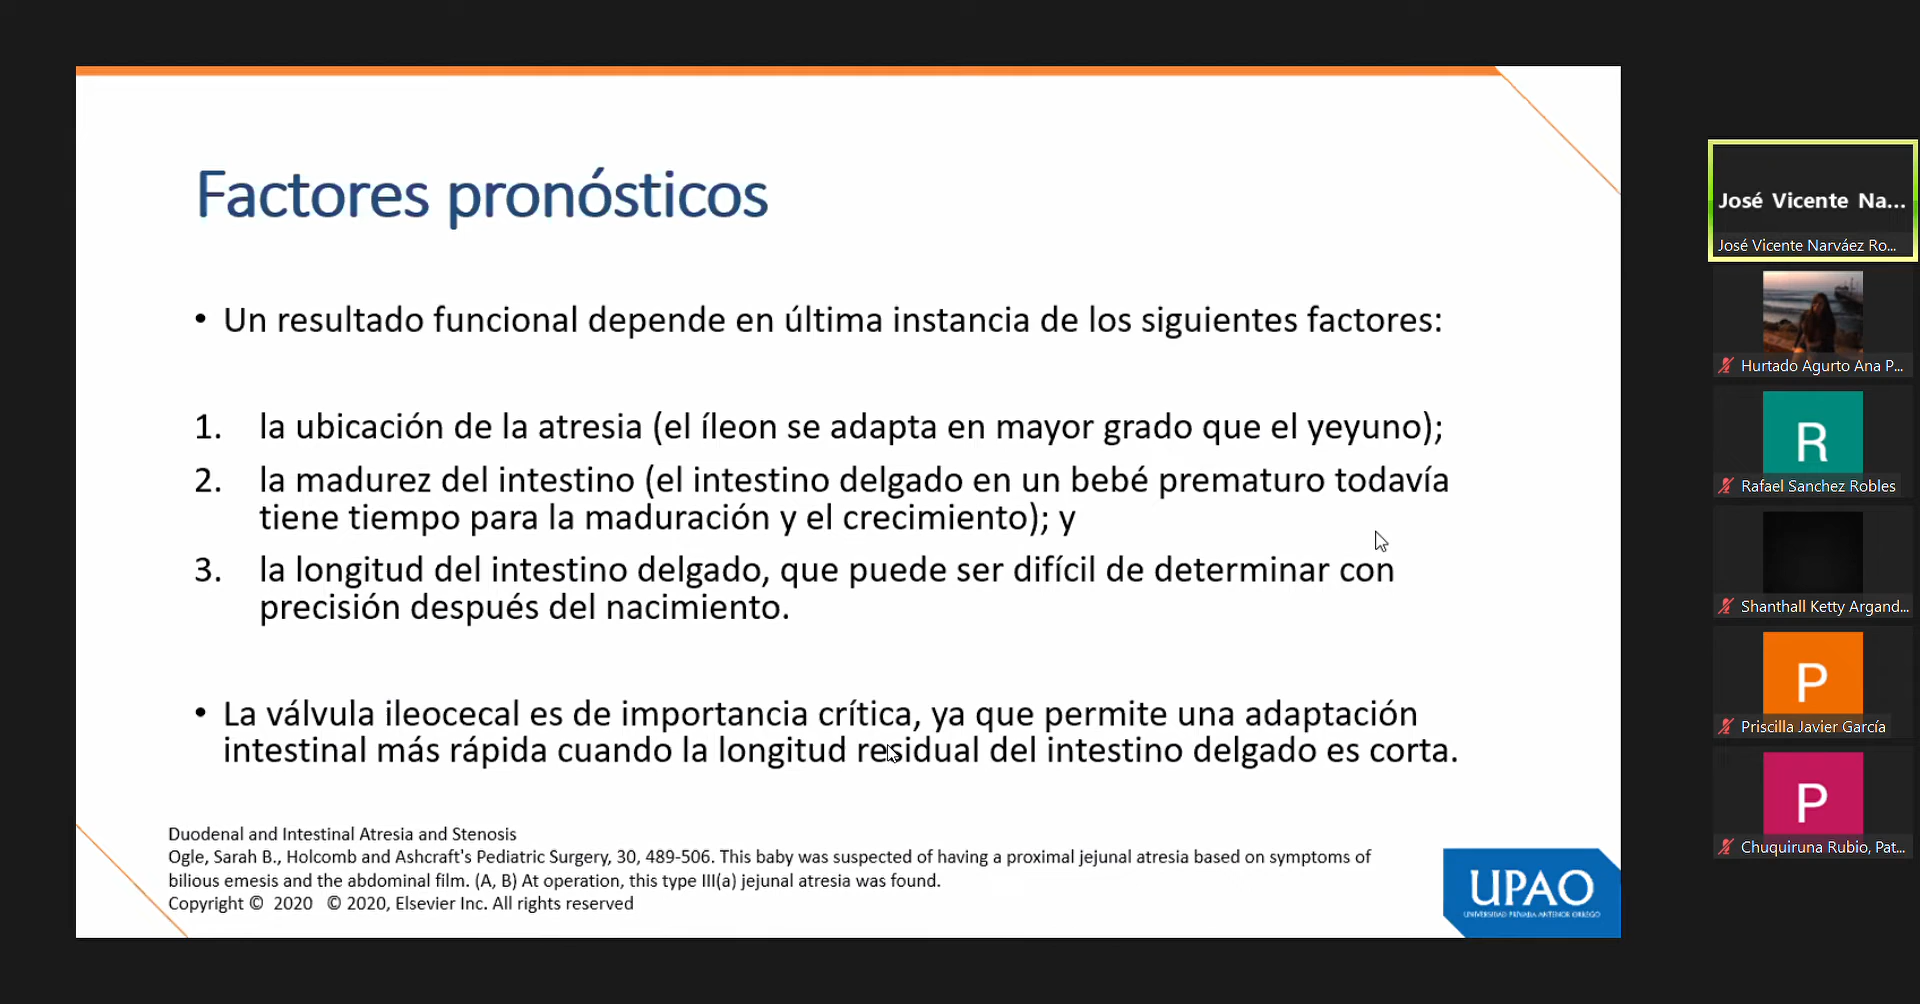 Factores pronósticos
• Un resultado funcional depende en última instancia de los siguientes factores:
1. la ubicación de la atresia (el íleon se adapta en mayor grado que el yeyuno);
2. la madurez del intestino (el intestino delgado en un bebé prematuro todavía
tiene tiempo para la maduración y el crecimiento); y
3. la longitud del intestino delgado, que puede ser difícil de determinar con
precisión después del nacimiento.
• La válvula ileocecal es de importancia crítica, ya que permite una adaptación
intestinal más rápida cuando la longitud residual del intestino delgado es corta.
Duodenal and Intestinal Atresia and Stenosis
Ogle, Sarah B., Holcomb and Ashcraft's Pediatric Surgery, 30, 489-506. This baby was suspected of having a proximal jejunal atresia based on symptoms of
bilious emesis and the abdominal film. (A, B) At operation, this type III(a) jejunal atresia was found.
Copyright © 2020 © 2020, Elsevier Inc. All rights reserved
UPAO
UNIVERSIDAD PRIVADA ANTENOR ORREGO
José Vicente Na...
José Vicente Narváez Ro...
Hurtado Agurto Ana P...
R
Rafael Sanchez Robles
Shanthall Ketty Argand...
P
Priscilla Javier García
P
Chuquiruna Rubio, Pat...